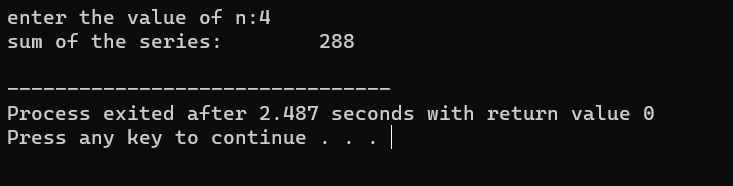 enter the value of n:4
sum of the series:        288
--------------------------------
Process exited after 2.487 seconds with return value 0
Press any key to continue . . .